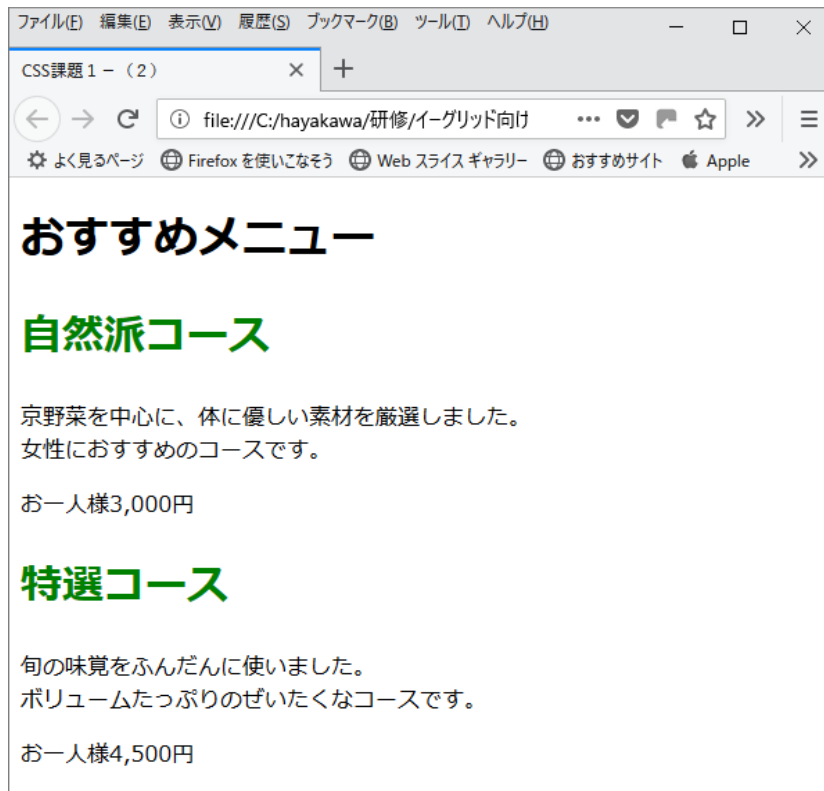 ファイル(F) 編集(E) 表示(V) 履歴(S) ブックマーク(B) ツール(T) ヘルプ(H)
CSS課題1－（2）
file:///C:/hayakawa/研修/イーグリッド向け
よく見るページ Firefox を使いこなそう Web スライス ギャラリー おすすめサイト Apple
おすすめメニュー
自然派コース
京野菜を中心に、体に優しい素材を厳選しました。
女性におすすめのコースです。
お一人様3,000円
特選コース
旬の味覚をふんだんに使いました。
ボリュームたっぷりのぜいたくなコースです。
お一人様4,500円